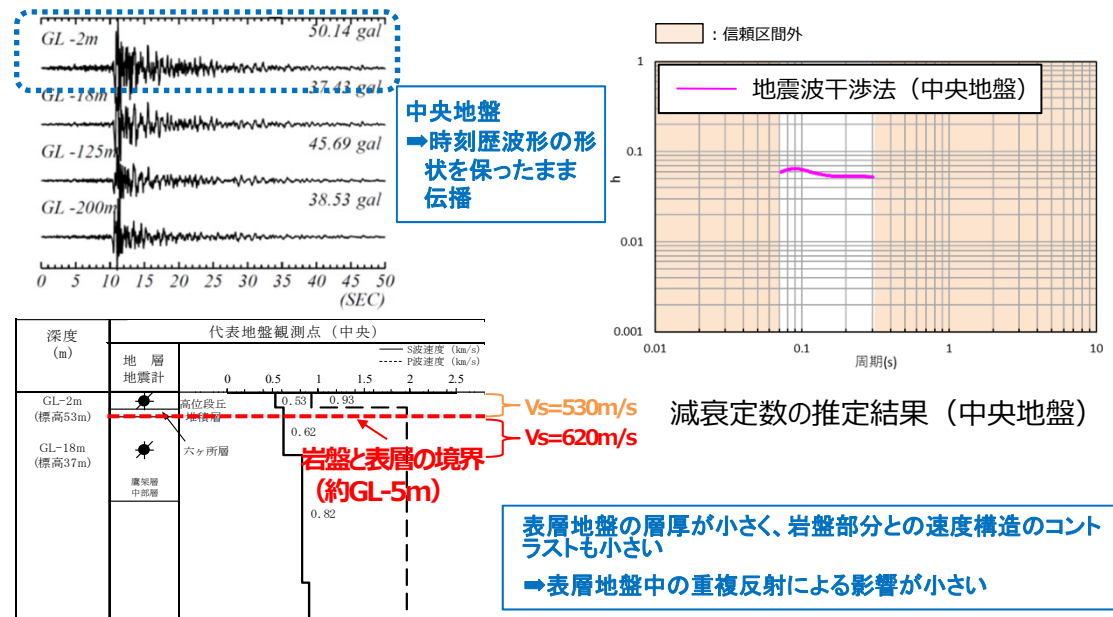 GL -2m
50.14 gal
GL -18m
37.43 gal
GL -125m
45.69 gal
GL -200m
38.53 gal
0 5 10 15 20 25 30 35 40 45 50
(SEC)
中央地盤
➡時刻歴波形の形
状を保ったまま
伝播
：信頼区間外
地震波干渉法（中央地盤）
1
0.1
0.01
0.001
h
0.01 0.1 1 10
周期(s)
減衰定数の推定結果（中央地盤）
深度
(m)
代表地盤観測点（中央）
地 層
地震計
S波速度 (km/s)
P波速度 (km/s)
0 0.5 1 1.5 2 2.5
GL-2m
(標高53m)
高位段丘
堆積層
0.53 0.93
GL-18m
(標高37m)
六ヶ所層
0.62
鷹架層
中部層
0.82
Vs=530m/s
Vs=620m/s
岩盤と表層の境界
（約GL-5m）
表層地盤の層厚が小さく、岩盤部分との速度構造のコント
ラストも小さい
➡表層地盤中の重複反射による影響が小さい